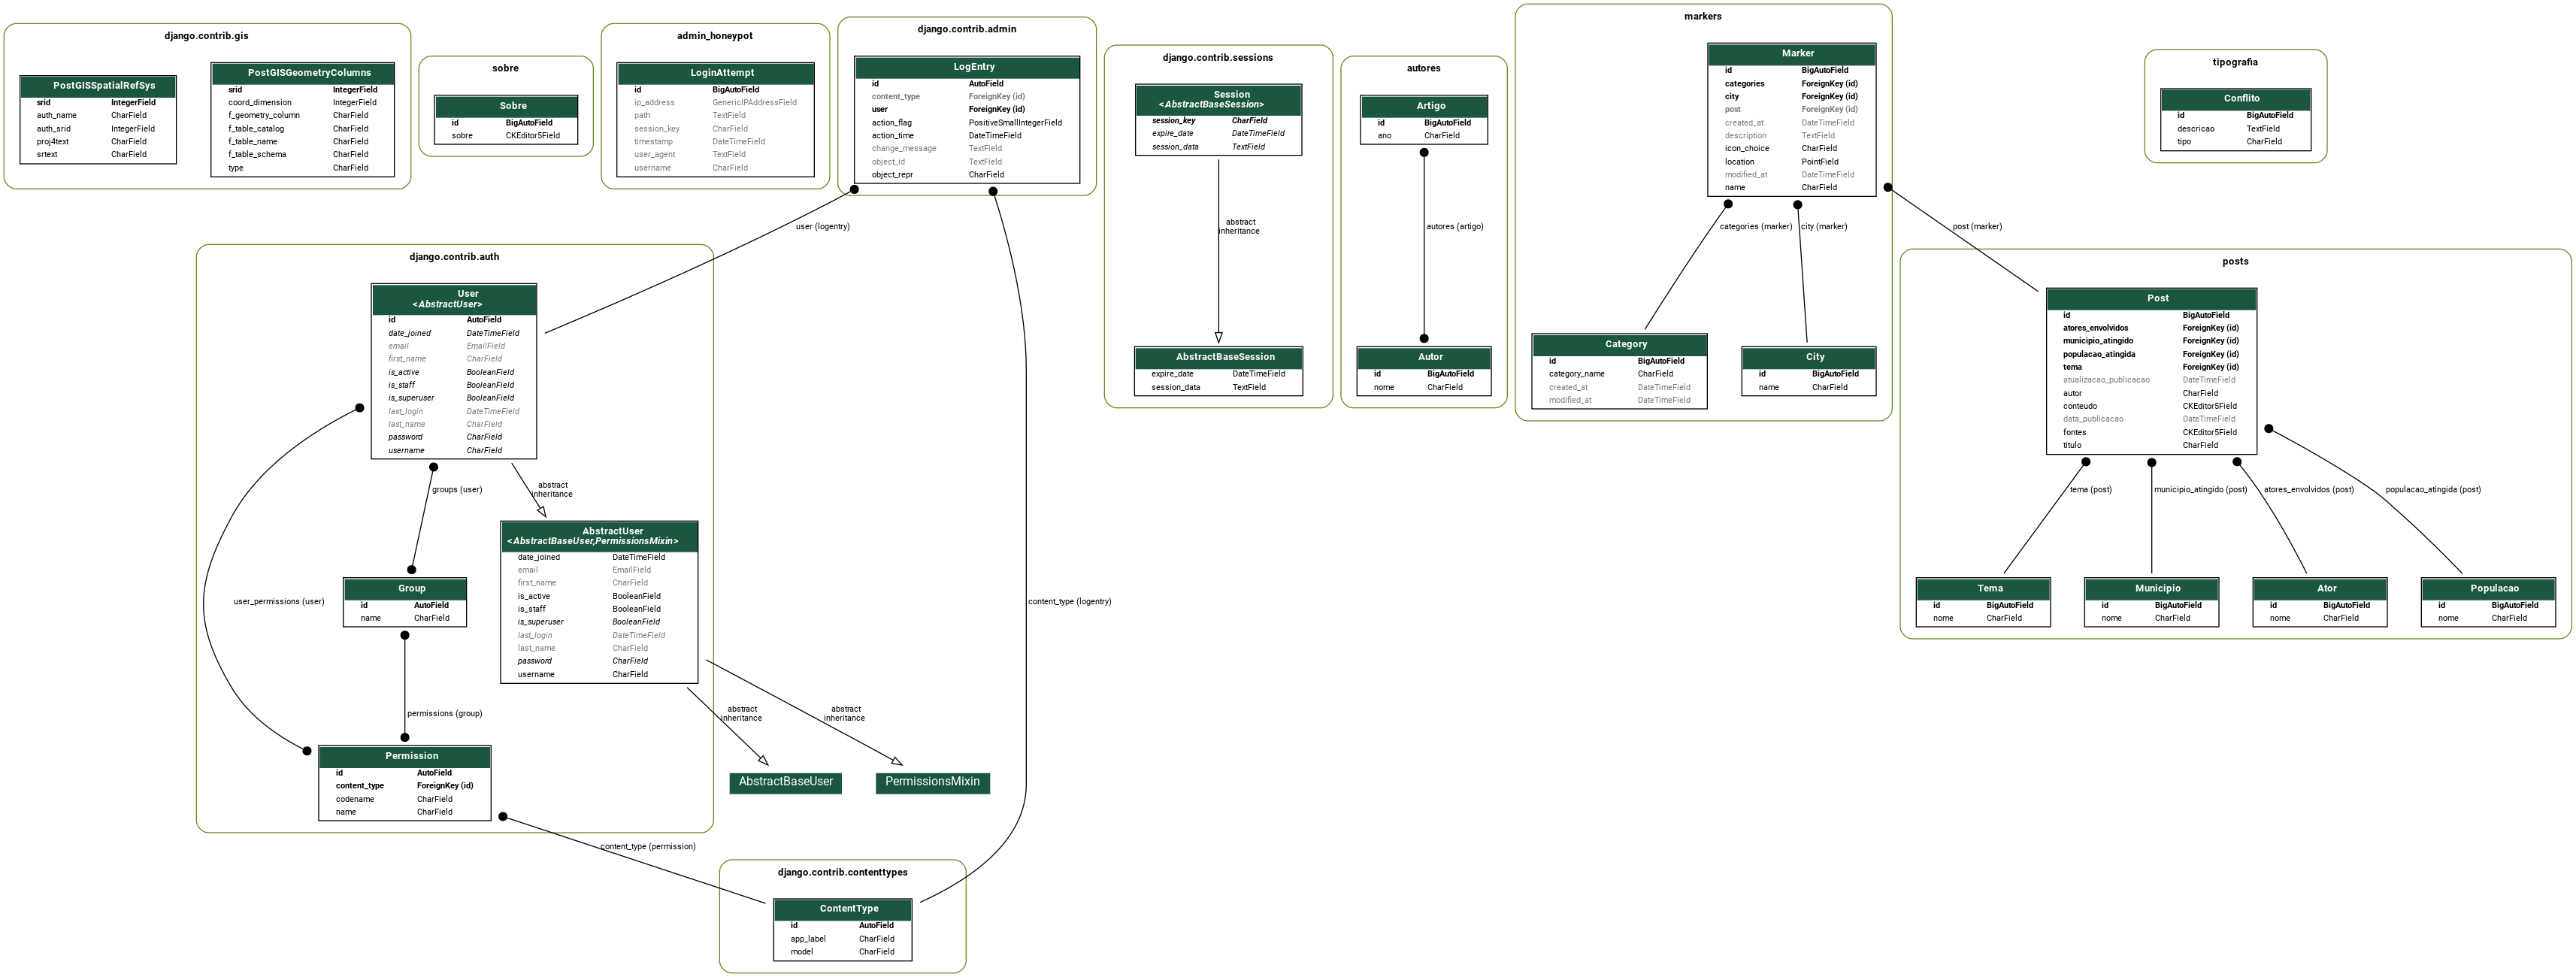 django.contrib.gis
PostGISSpatialRefSys
srid IntegerField
auth_name CharField
auth_srid IntegerField
proj4text CharField
srtext CharField
PostGISGeometryColumns
srid IntegerField
coord_dimension IntegerField
f_geometry_column CharField
f_table_catalog CharField
f_table_name CharField
f_table_schema CharField
type CharField
sobre
Sobre
id BigAutoField
sobre CKEditor5Field
admin_honeypot
LoginAttempt
id BigAutoField
ip_address GenericIPAddressField
path TextField
session_key CharField
timestamp DateTimeField
user_agent TextField
username CharField
django.contrib.admin
LogEntry
id AutoField
content_type ForeignKey (id)
user ForeignKey (id)
action_flag PositiveSmallIntegerField
action_time DateTimeField
change_message TextField
object_id TextField
object_repr CharField
django.contrib.sessions
Session
<AbstractBaseSession>
session_key CharField
expire_date DateTimeField
session_data TextField
abstract
inheritance
AbstractBaseSession
expire_date DateTimeField
session_data TextField
autores
Artigo
id BigAutoField
ano CharField
autores (artigo)
Autor
id BigAutoField
nome CharField
markers
Marker
id BigAutoField
categories ForeignKey (id)
city ForeignKey (id)
post ForeignKey (id)
created_at DateTimeField
description TextField
icon_choice CharField
location PointField
modified_at DateTimeField
name CharField
categories (marker)
city (marker)
post (marker)
Category
id BigAutoField
category_name CharField
created_at DateTimeField
modified_at DateTimeField
City
id BigAutoField
name CharField
tipografia
Conflito
id BigAutoField
descricao TextField
tipo CharField
posts
Post
id BigAutoField
atores_envolvidos ForeignKey (id)
municipio_atingido ForeignKey (id)
populacao_atingida ForeignKey (id)
tema ForeignKey (id)
atualizacao_publicacao DateTimeField
autor CharField
conteudo CKEditor5Field
data_publicacao DateTimeField
fontes CKEditor5Field
titulo CharField
tema (post)
municipio_atingido (post)
atores_envolvidos (post)
populacao_atingida (post)
Tema
id BigAutoField
nome CharField
Municipio
id BigAutoField
nome CharField
Ator
id BigAutoField
nome CharField
Populacao
id BigAutoField
nome CharField
user (logentry)
django.contrib.auth
User
<AbstractUser>
id AutoField
date_joined DateTimeField
email EmailField
first_name CharField
is_active BooleanField
is_staff BooleanField
is_superuser BooleanField
last_login DateTimeField
last_name CharField
password CharField
username CharField
groups (user)
abstract
inheritance
AbstractUser
<AbstractBaseUser,PermissionsMixin>
date_joined DateTimeField
email EmailField
first_name CharField
is_active BooleanField
is_staff BooleanField
is_superuser BooleanField
last_login DateTimeField
last_name CharField
password CharField
username CharField
Group
id AutoField
name CharField
user_permissions (user)
content_type (logentry)
permissions (group)
abstract
inheritance
abstract
inheritance
Permission
id AutoField
content_type ForeignKey (id)
codename CharField
name CharField
AbstractBaseUser
PermissionsMixin
content_type (permission)
django.contrib.contenttypes
ContentType
id AutoField
app_label CharField
model CharField